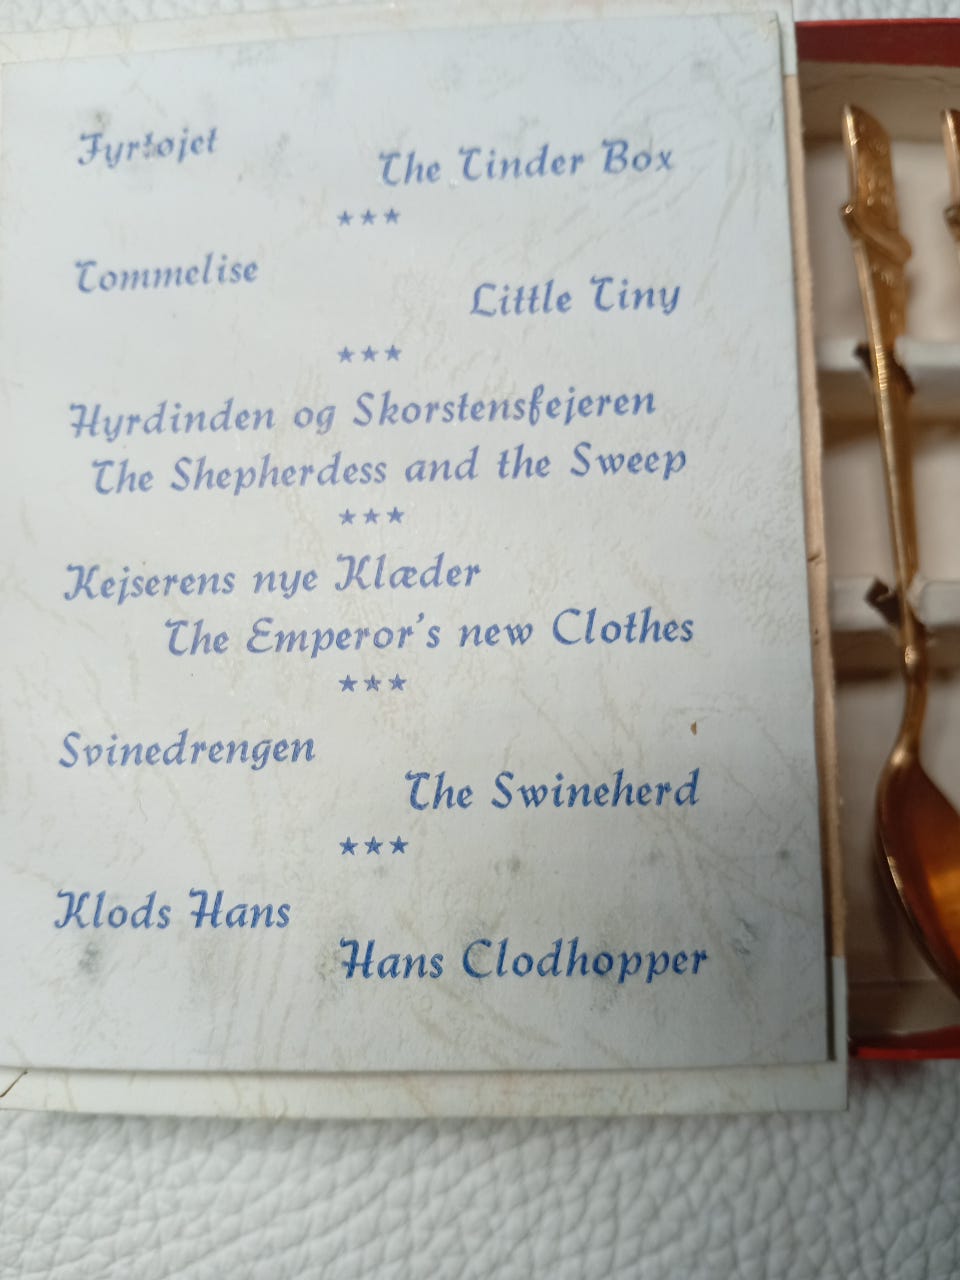 Fyrtøjet
The Tinder Box
★★★
Tommelise
Little Tiny
★★★
Hyrdinden og Skorstensfejeren
The Shepherdess and the Sweep
★★★
Kejserens nye Klæder
The Emperor's new Clothes
★★★
Svinedrengen
The Swineherd
★★★
Klods Hans
Hans Clodhopper